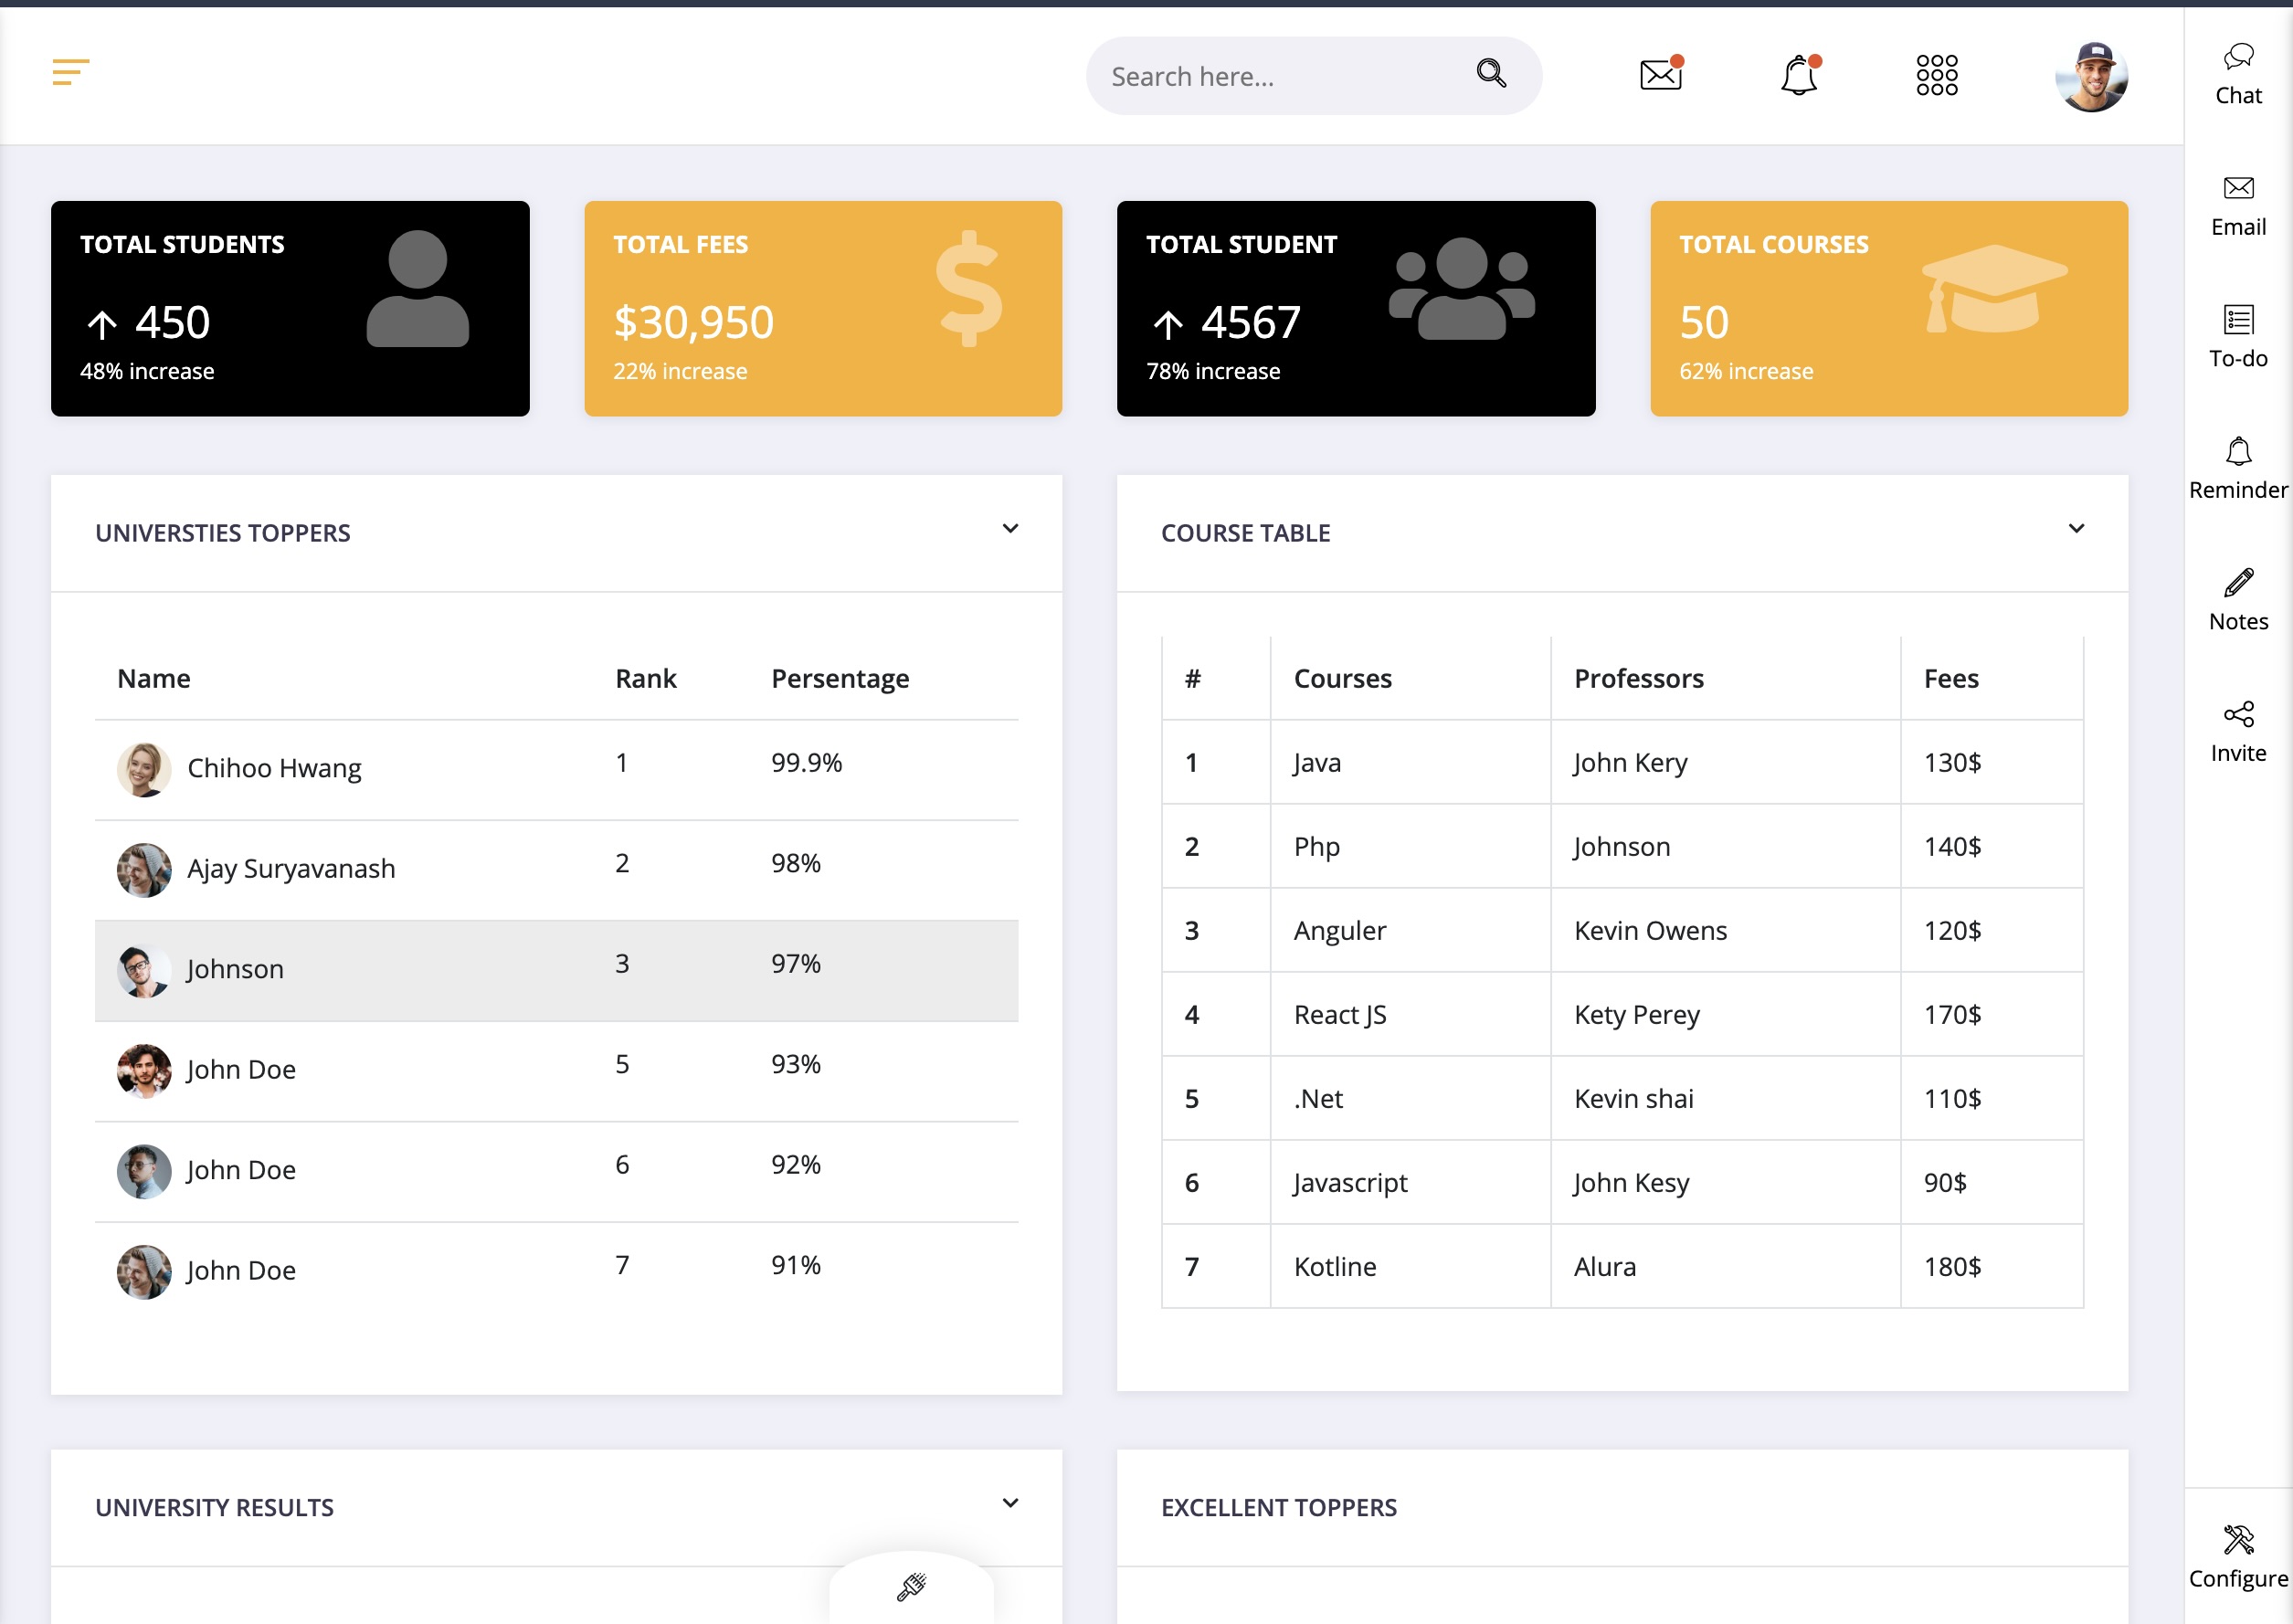 Search here...
Chat
Email
To-do
Reminder
Notes
Invite
Configure
TOTAL STUDENTS
450
48% increase
TOTAL FEES
$30,950
22% increase
TOTAL STUDENT
4567
78% increase
TOTAL COURSES
50
62% increase
UNIVERSTIES TOPPERS
Name Rank Persentage
Chihoo Hwang 1 99.9%
Ajay Suryavanash 2 98%
Johnson 3 97%
John Doe 5 93%
John Doe 6 92%
John Doe 7 91%
COURSE TABLE
# Courses Professors Fees
1 Java John Kery 130$
2 Php Johnson 140$
3 Anguler Kevin Owens 120$
4 React JS Kety Perey 170$
5 .Net Kevin shai 110$
6 Javascript John Kesy 90$
7 Kotline Alura 180$
UNIVERSITY RESULTS
EXCELLENT TOPPERS